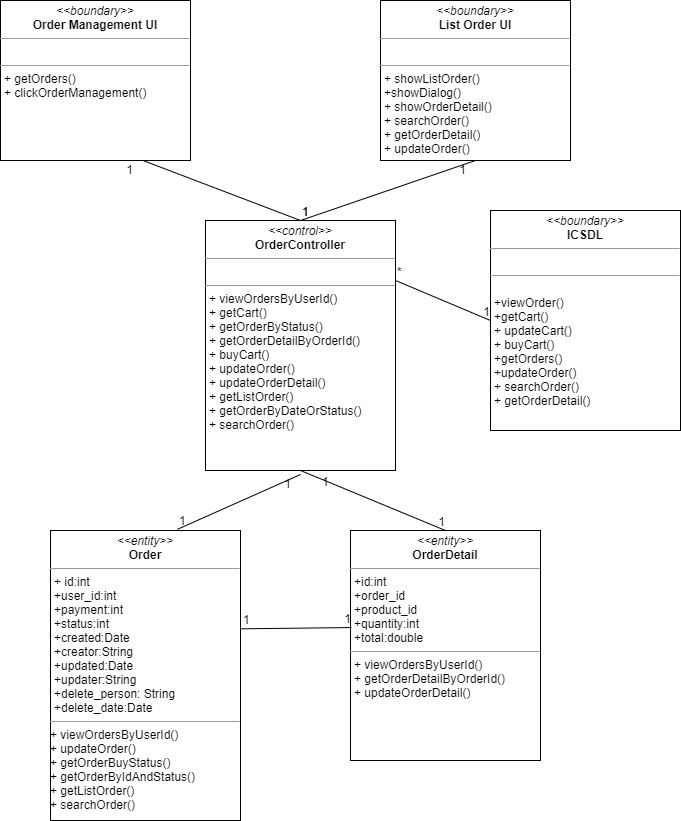 <<boundary>>
Order Management UI
+ getOrders()
+ clickOrderManagement()
<<boundary>>
List Order UI
+ showListOrder()
+showDialog()
+ showOrderDetail()
+ searchOrder()
+ getOrderDetail()
+ updateOrder()
1
1
1
<<control>>
OrderController
+ viewOrdersByUserId()
+ getCart()
+ getOrderByStatus()
+ getOrderDetailByOrderId()
+ buyCart()
+ updateOrder()
+ updateOrderDetail()
+ getListOrder()
+ getOrderByDateOrStatus()
+ searchOrder()
*
1
<<boundary>>
ICSDL
+viewOrder()
+getCart()
+ updateCart()
+ buyCart()
+getOrders()
+updateOrder()
+ searchOrder()
+ getOrderDetail()
1
1
1
1
<<entity>>
Order
+ id:int
+user_id:int
+payment:int
+status:int
+created:Date
+creator:String
+updated:Date
+updater:String
+delete_person: String
+delete_date:Date
+ viewOrdersByUserId()
+ updateOrder()
+ getOrderBuyStatus()
+ getOrderByIdAndStatus()
+ getListOrder()
+ searchOrder()
1
1
<<entity>>
OrderDetail
+id:int
+order_id
+product_id
+quantity:int
+total:double
+ viewOrdersByUserId()
+ getOrderDetailByOrderId()
+ updateOrderDetail()